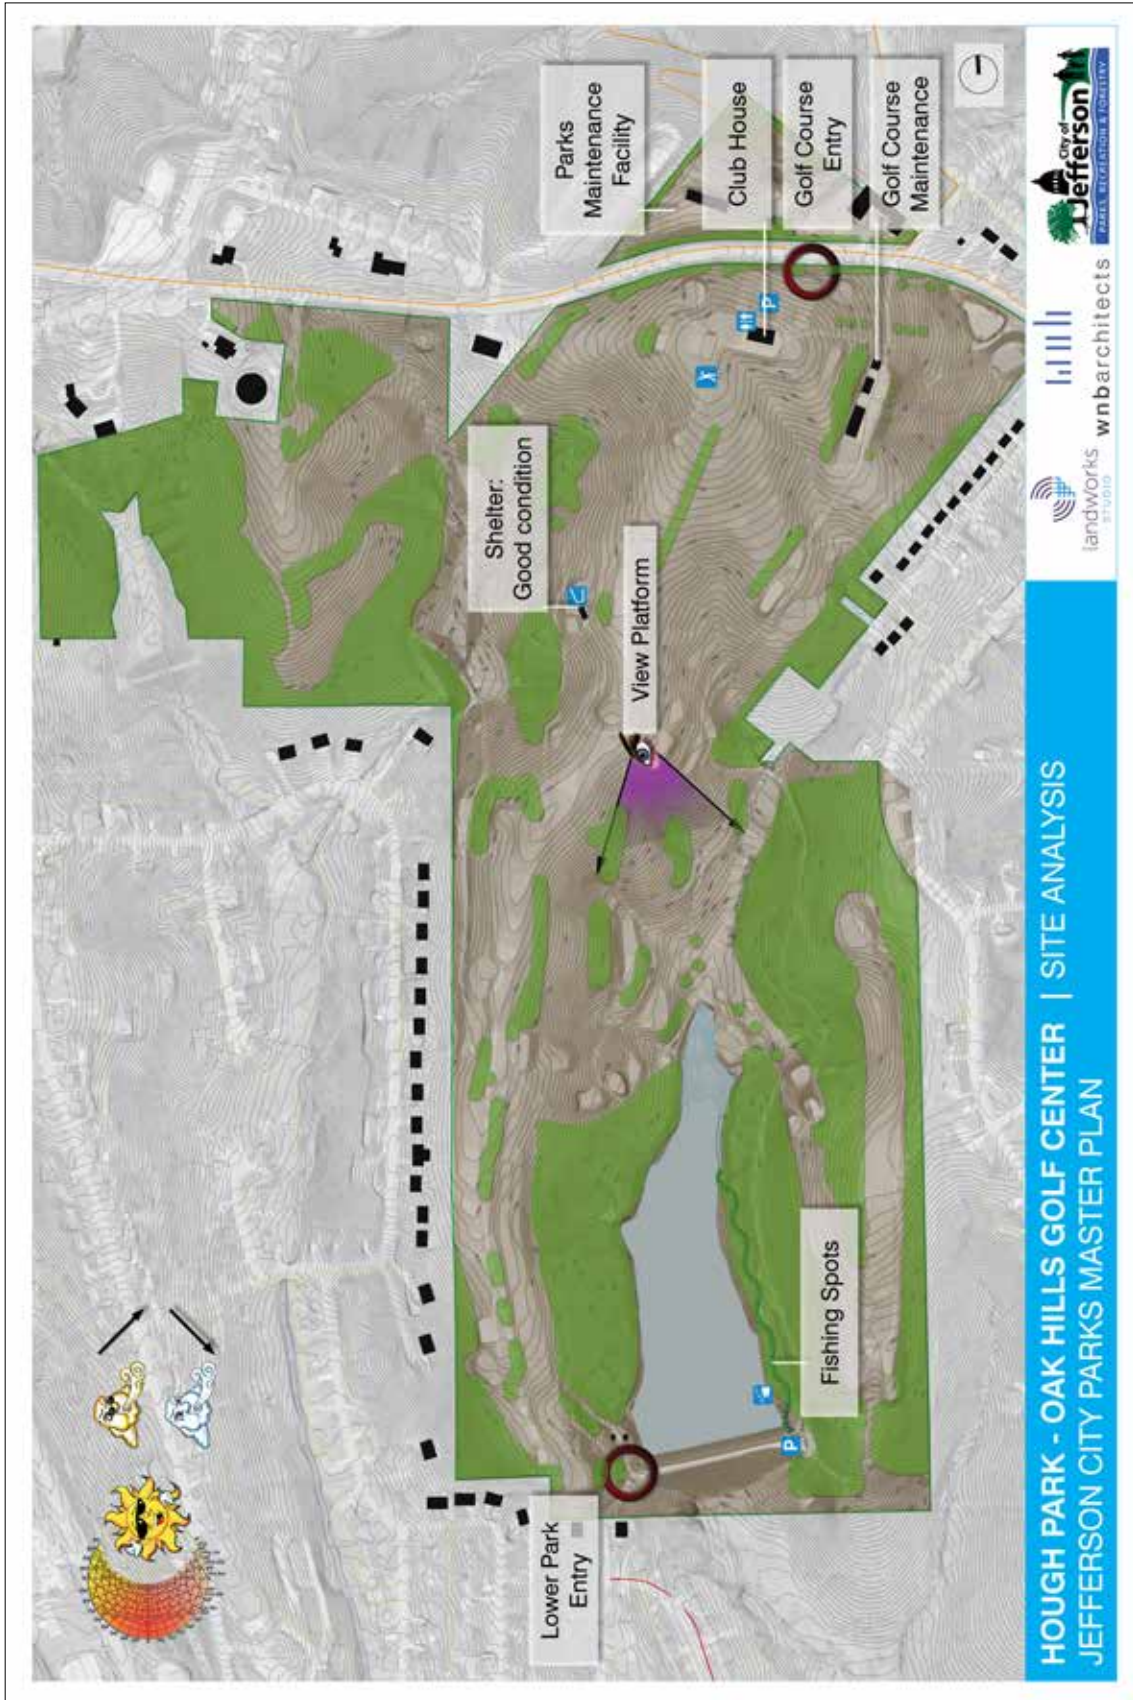 Parks
Maintenance
Facility
Club House
Golf Course
Entry
Golf Course
Maintenance
Shelter:
Good condition
View Platform
Fishing Spots
Lower Park
Entry
P
P
HOUGH PARK - OAK HILLS GOLF CENTER | SITE ANALYSIS
JEFFERSON CITY PARKS MASTER PLAN
landworks
STUDIO
wnbarchitects
City of
Jefferson
PARKS, RECREATION & FORESTRY